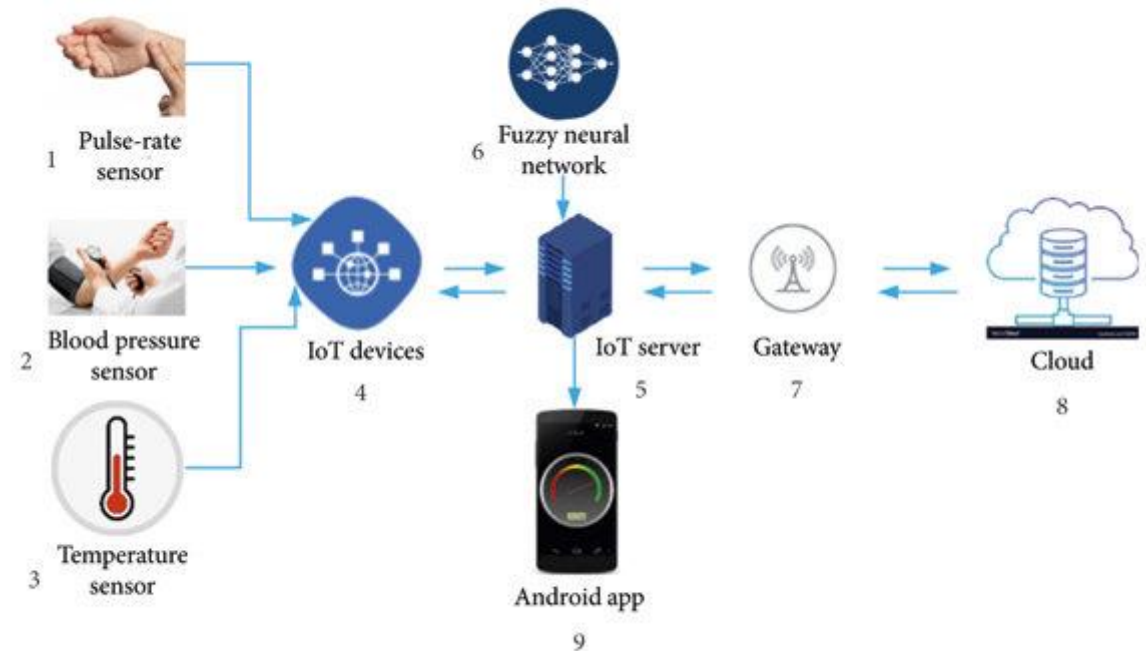 1
Pulse-rate
sensor
2
Blood pressure
sensor
3
Temperature
sensor
IoT devices
4
6
Fuzzy neural
network
IoT server
5
Gateway
7
Cloud
8
Android app
9